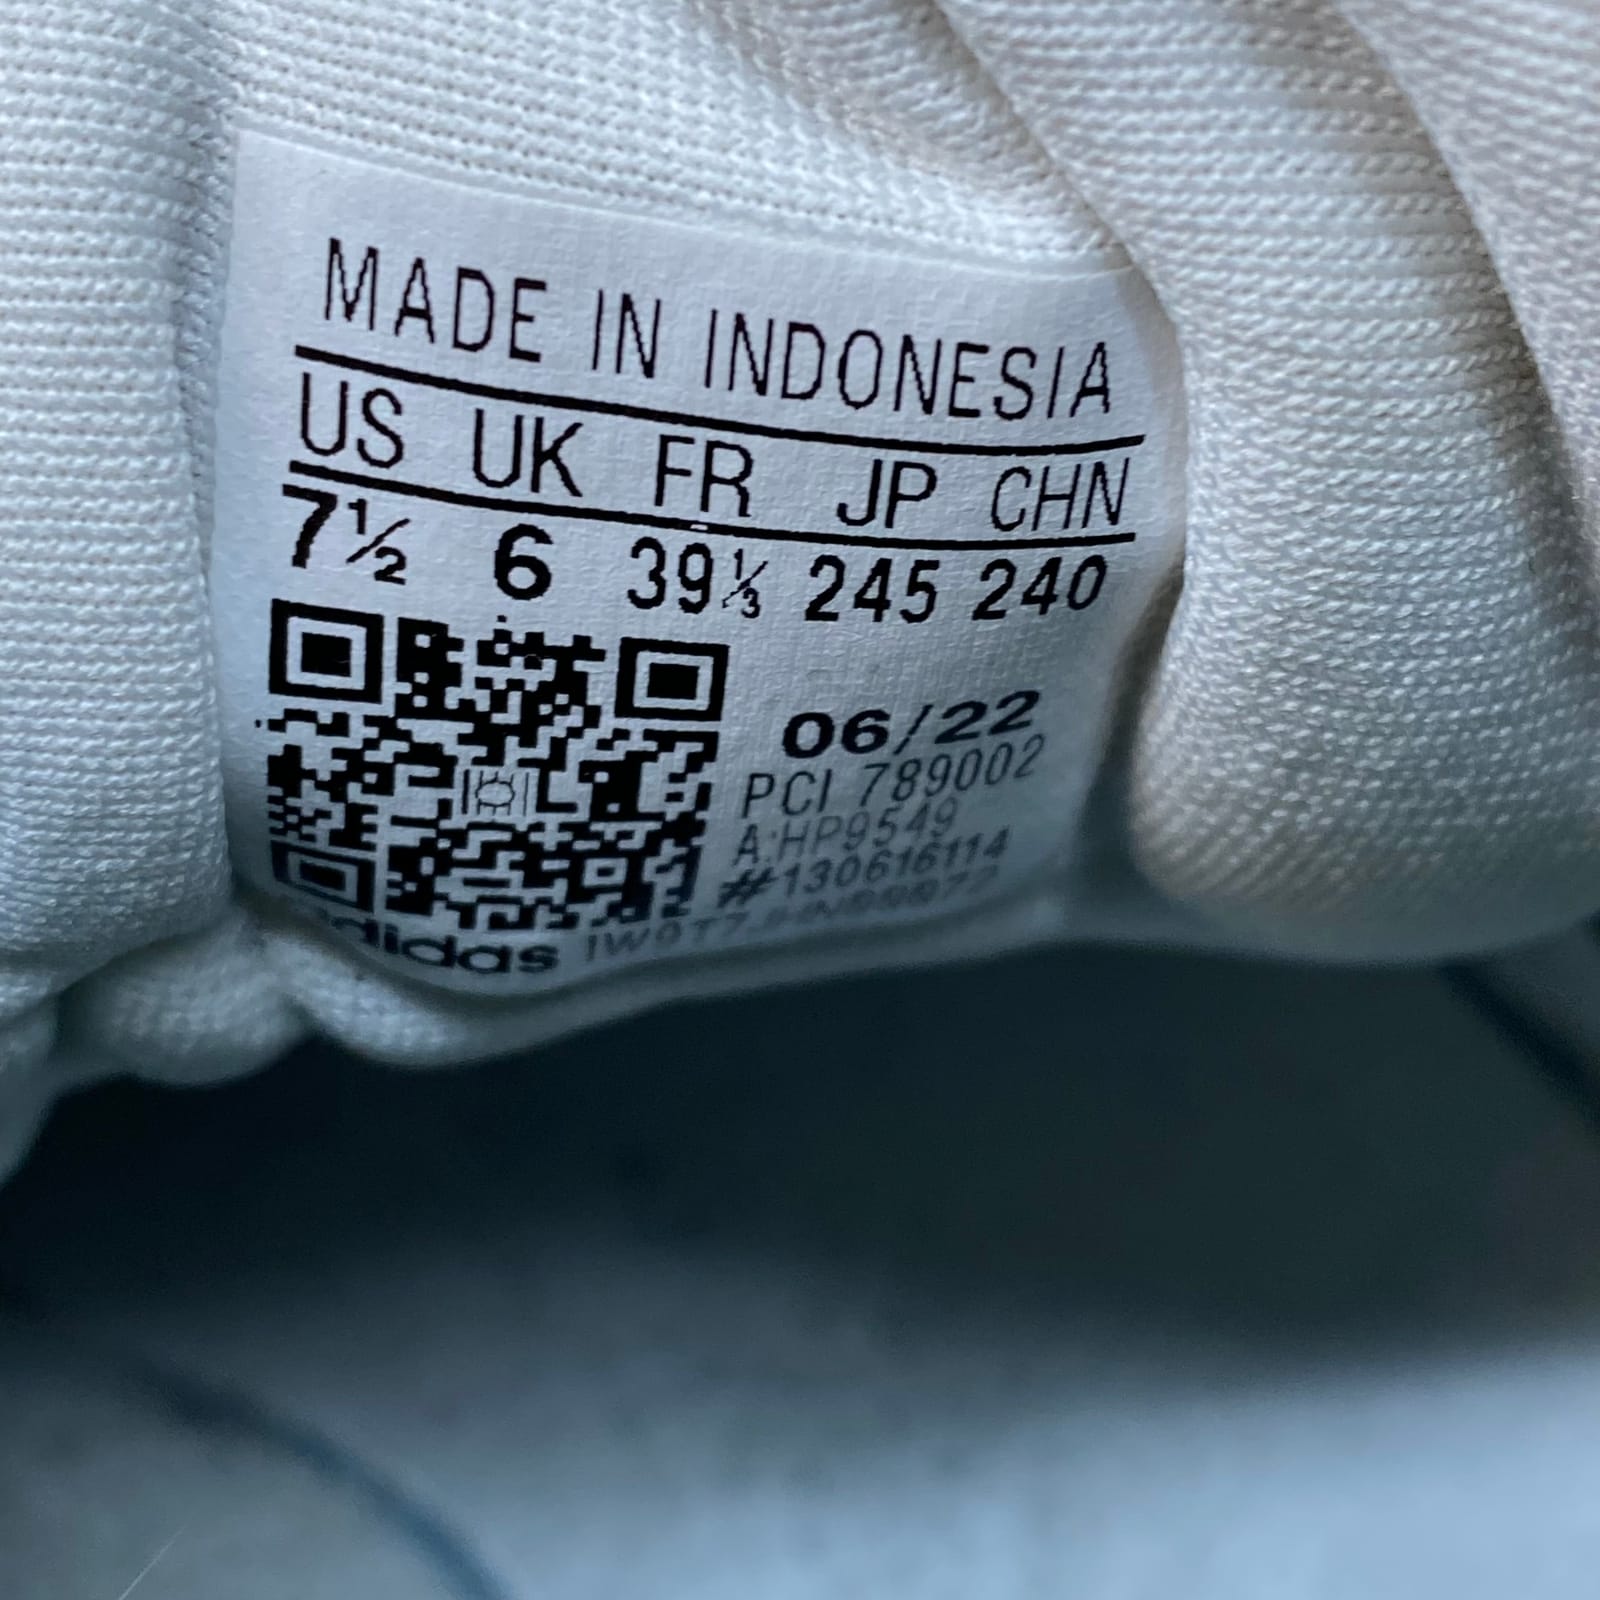 MADE IN INDONESIA
US UK FR JP CHN
7½ 6 39⅓ 245 240
06/22
PCI 789002
A:HP9549
#130616114
adidas